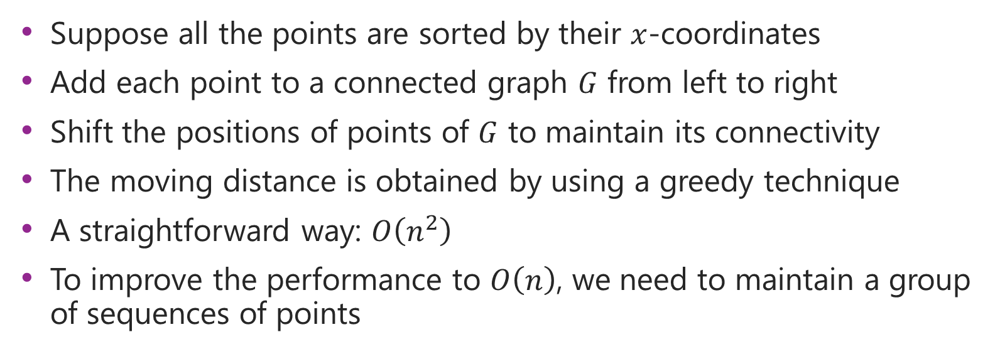 • Suppose all the points are sorted by their x-coordinates
• Add each point to a connected graph G from left to right
• Shift the positions of points of G to maintain its connectivity
• The moving distance is obtained by using a greedy technique
• A straightforward way: O(n²)
• To improve the performance to O(n), we need to maintain a group
of sequences of points